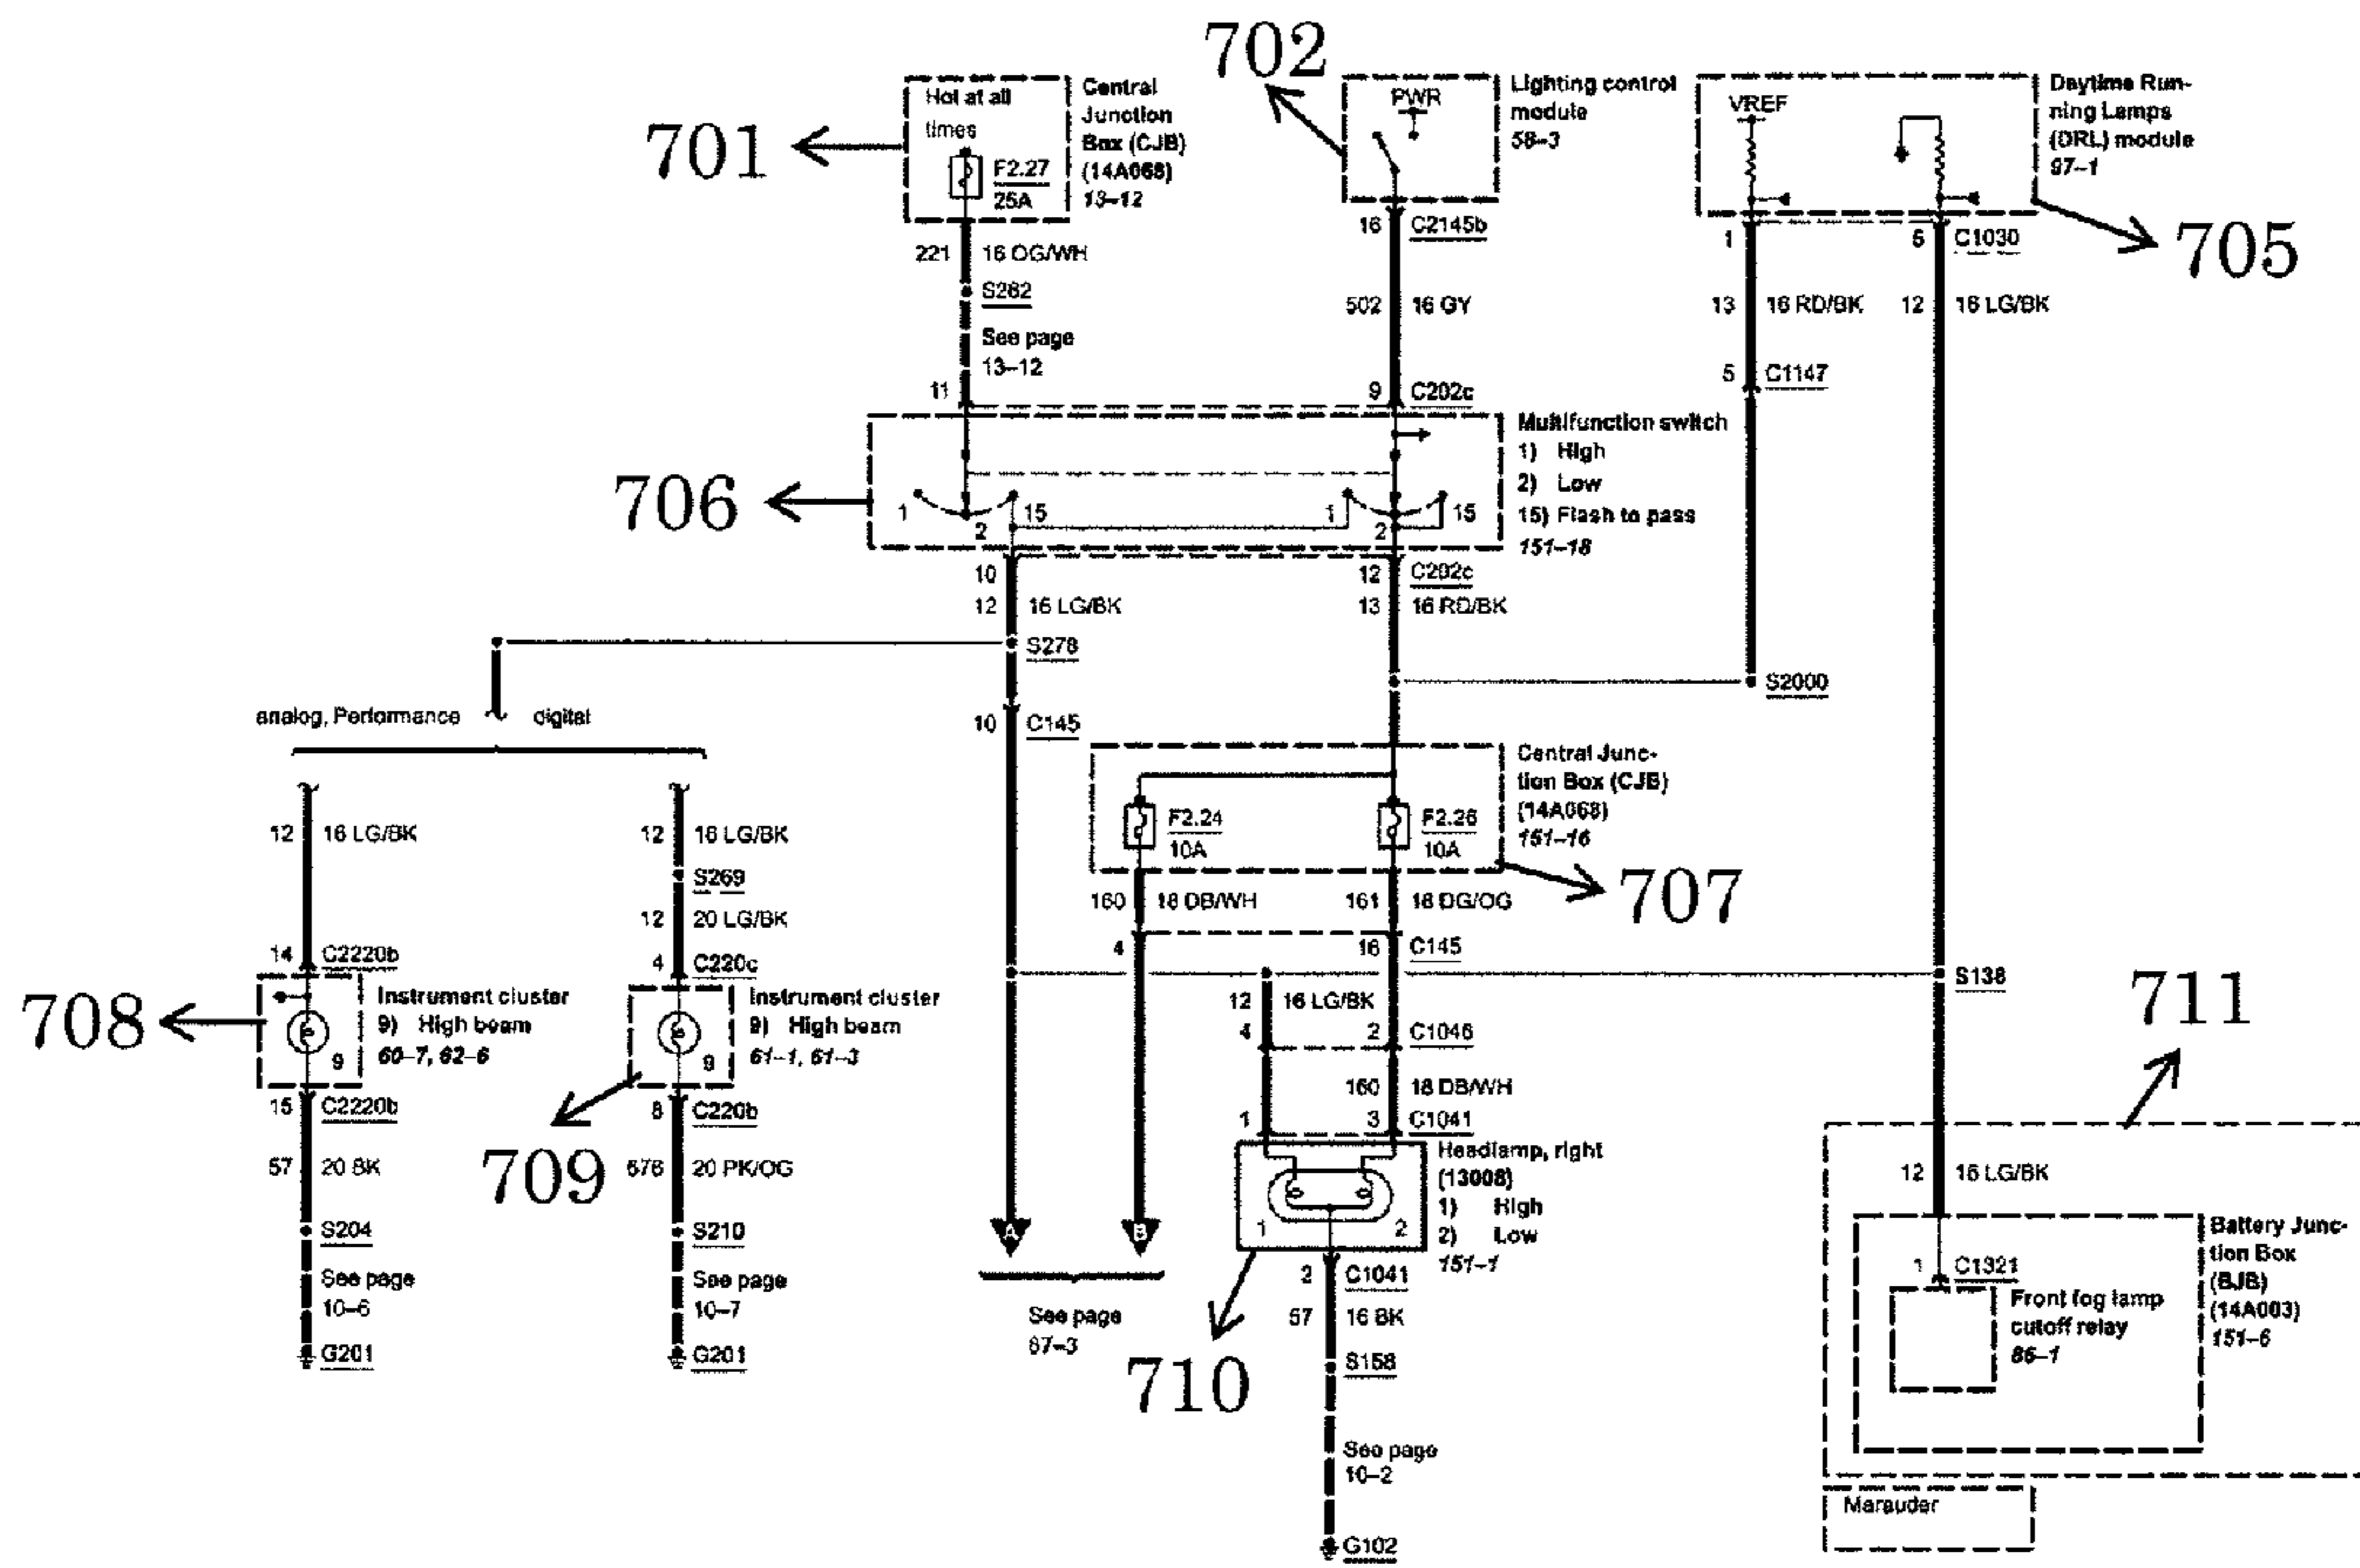 702
Hot at all
times
F2.27
25A
Central
Junction
Box (CJB)
(14A068)
13–12
701
PWR
Lighting control
module
58–3
VREF
Daytime Run-
ning Lamps
(DRL) module
97–1
705
221 16 OG/WH
S262
See page
13–12
11
16 C2145b
502 16 GY
9 C202c
1 5 C1030
13 16 RD/BK 12 16 LG/BK
5 C1147
706
1 2 15 1 2 15
Multifunction switch
1) High
2) Low
15) Flash to pass
151–18
10 12 C202c
12 16 LG/BK 13 16 RD/BK
S278
S2000
analog, Performance digital
10 C145
F2.24
10A
F2.26
10A
Central Junc-
tion Box (CJB)
(14A068)
151–16
707
12 16 LG/BK
12 16 LG/BK
S269
12 20 LG/BK
160 18 DB/WH 161 18 DG/OG
4 16 C145
14 C2220b
4 C220c
S138
708
9
Instrument cluster
9) High beam
60–7, 62–6
9
Instrument cluster
9) High beam
61–1, 61–3
12 16 LG/BK
4 2 C1046
160 18 DB/WH
1 3 C1041
711
15 C2220b
8 C220b
709
57 20 BK
676 20 PK/OG
1 2
Headlamp, right
(13008)
1) High
2) Low
151–1
12 16 LG/BK
S204
See page
10–6
G201
S210
See page
10–7
G201
A B
See page
87–3
710
2 C1041
57 16 BK
S158
See page
10–2
G102
1 C1321
Front fog lamp
cutoff relay
86–1
Battery Junc-
tion Box
(BJB)
(14A003)
151–6
Marauder